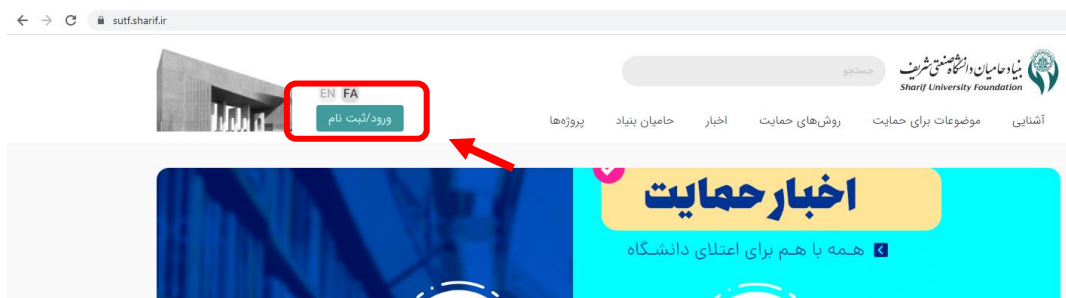 sutf.sharif.ir
بنیاد حامیان دانشگاه صنعتی شریف
Sharif University Foundation
جستجو
EN FA
ورود/ثبت نام
آشنایی
موضوعات برای حمایت
روش‌های حمایت
اخبار
حامیان بنیاد
پروژه‌ها
اخبار حمایت
همه با هم برای اعتلای دانشگاه